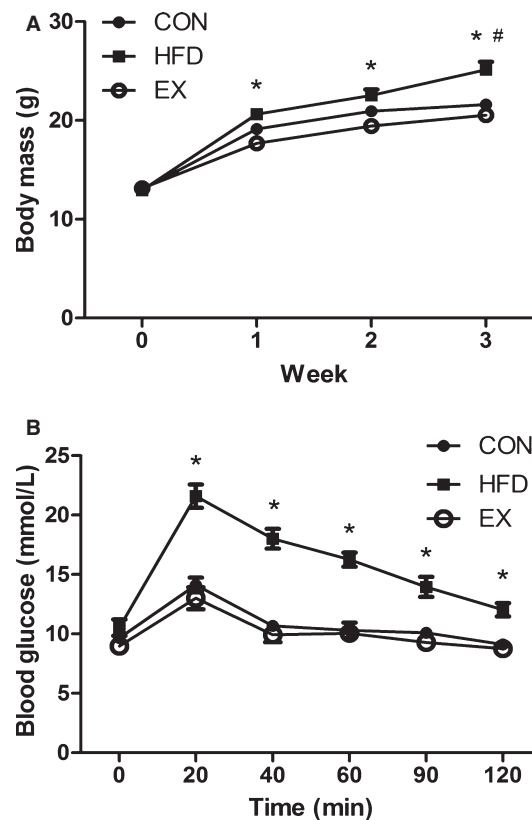 A
CON
HFD
EX
30
20
10
0
Body mass (g)
* * * #
0 1 2 3
Week
B
CON
HFD
EX
25
20
15
10
5
0
Blood glucose (mmol/L)
* * * * *
0 20 40 60 90 120
Time (min)